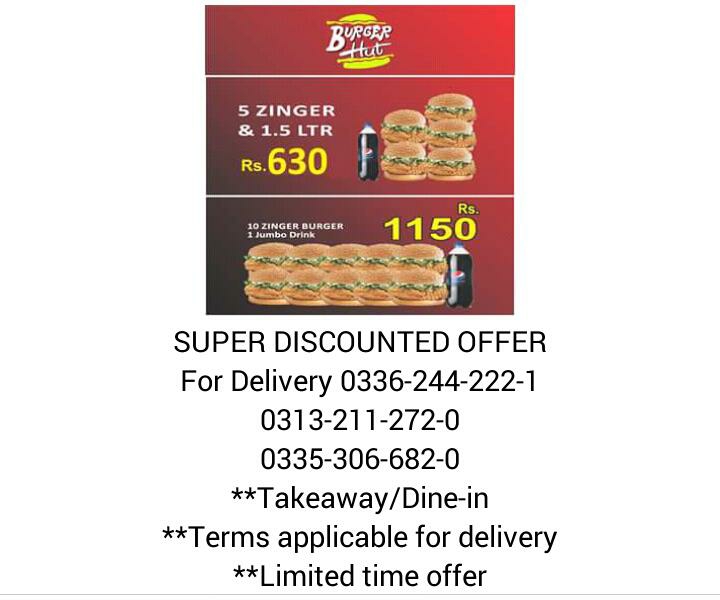 BURGER
Hut
5 ZINGER
& 1.5 LTR
Rs.630
10 ZINGER BURGER
1 Jumbo Drink
Rs.
1150
SUPER DISCOUNTED OFFER
For Delivery 0336-244-222-1
0313-211-272-0
0335-306-682-0
**Takeaway/Dine-in
**Terms applicable for delivery
**Limited time offer